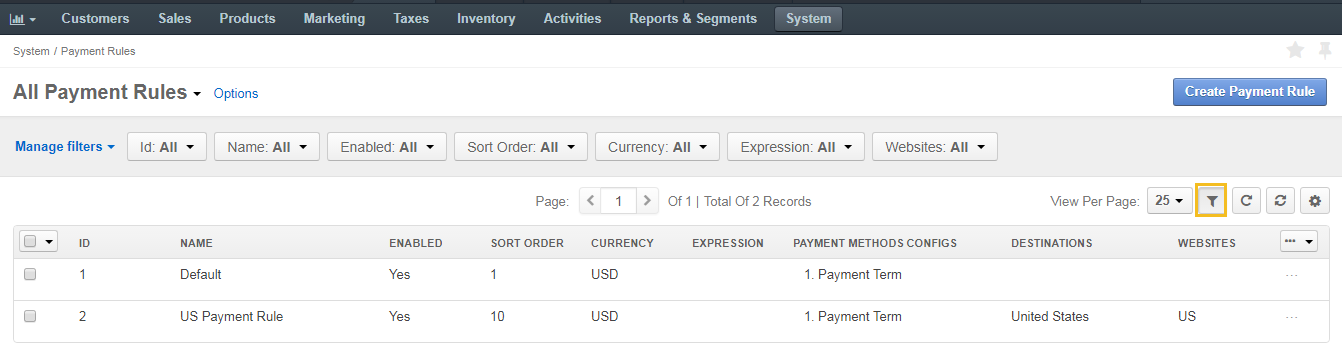 Customers Sales Products Marketing Taxes Inventory Activities Reports & Segments System
System / Payment Rules
All Payment Rules Options Create Payment Rule
Manage filters Id: All Name: All Enabled: All Sort Order: All Currency: All Expression: All Websites: All
Page: 1 Of 1 | Total Of 2 Records View Per Page: 25
ID NAME ENABLED SORT ORDER CURRENCY EXPRESSION PAYMENT METHODS CONFIGS DESTINATIONS WEBSITES
1 Default Yes 1 USD 1. Payment Term
2 US Payment Rule Yes 10 USD 1. Payment Term United States US